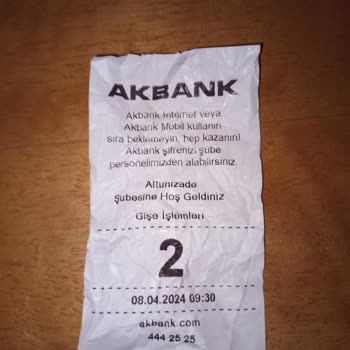 AKBANK
Akbank Internet veya
Akbank Mobil kullanın
sıra beklemeyin, hep kazanın!
Akbank şifrenizi şube
personelimizden alabilirsiniz.
Altunizade
Şubesine Hoş Geldiniz
Gişe İşlemleri
2
08.04.2024 09:30
akbank.com
444 25 25